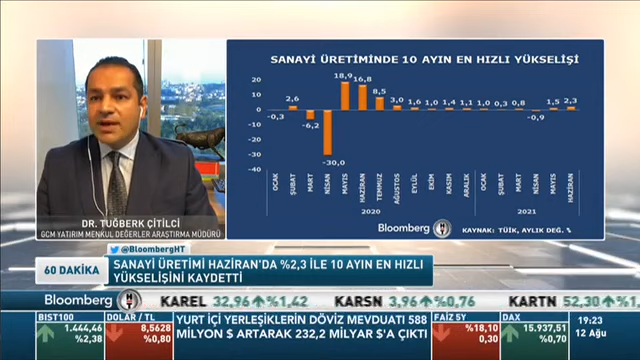 SANAYİ ÜRETİMİNDE 10 AYIN EN HIZLI YÜKSELİŞİ
20
10
0
-10
-20
-30
-40
-0,3
2,6
-6,2
-30,0
18,9
16,8
8,5
3,0
1,6
1,0
1,4
1,1
1,0
0,3
0,8
-0,9
1,5
2,3
OCAK
ŞUBAT
MART
NİSAN
MAYIS
HAZİRAN
TEMMUZ
AĞUSTOS
EYLÜL
EKİM
KASIM
ARALIK
OCAK
ŞUBAT
MART
NİSAN
MAYIS
HAZİRAN
2020
2021
Bloomberg HT
KAYNAK: TÜİK, AYLIK DEĞ, %
DR. TUĞBERK ÇİTİLCİ
GCM YATIRIM MENKUL DEĞERLER ARAŞTIRMA MÜDÜRÜ
@BloombergHT
60 DAKİKA
SANAYİ ÜRETİMİ HAZİRAN'DA %2,3 İLE 10 AYIN EN HIZLI
YÜKSELİŞİNİ KAYDETTİ
Bloomberg HT
KAREL 32,96 %1,42 KARSN 3,96 %0,76 KARTN 52,30 %1
BIST100
1.444,46
%2,38
DOLAR / TL
8,5628
%0,80
YURT İÇİ YERLEŞİKLERİN DÖVİZ MEVDUATI 588
MİLYON $ ARTARAK 232,2 MİLYAR $'A ÇIKTI
FAİZ 5Y
%18,10
0,30
DAX
15.937,51
%0,70
19:23
12 Ağu